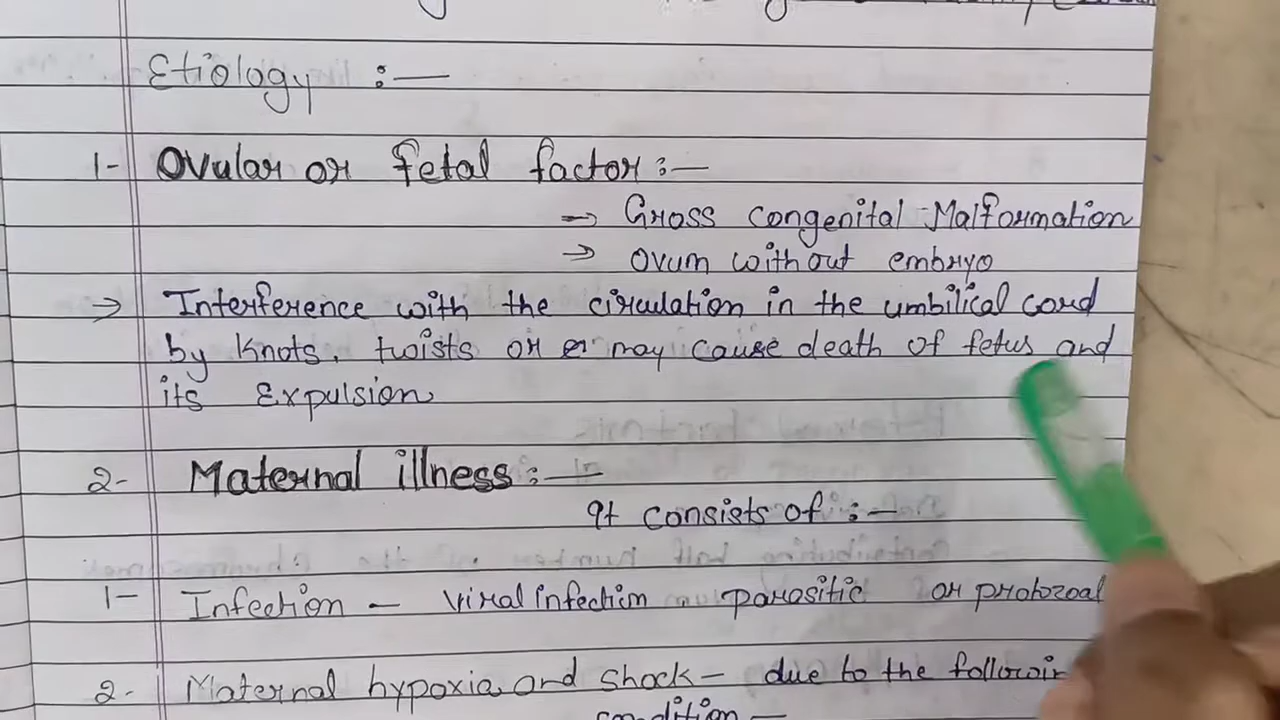 Etiology :—
1- Ovular or fetal factor :—
→ Gross congenital Malformation
→ Ovum without embryo
→ Interference with the circulation in the umbilical cord
by Knots, twists or may cause death of fetus and
its Expulsion
2- Maternal illness :—
It consists of :—
1- Infection - viral infection parasitic or protozoal
2- Maternal hypoxia and shock - due to the
condition —